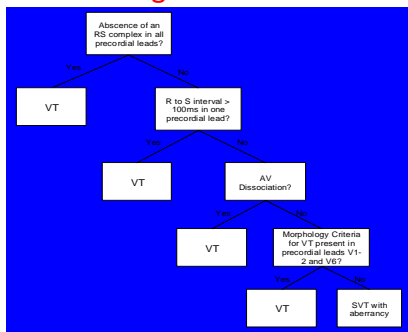 Abscence of an
RS complex in all
precordial leads?
Yes
No
VT
R to S interval >
100ms in one
precordial lead?
Yes
No
VT
AV
Dissociation?
Yes
No
VT
Morphology Criteria
for VT present in
precordial leads V1-
2 and V6?
Yes
No
VT
SVT with
aberrancy